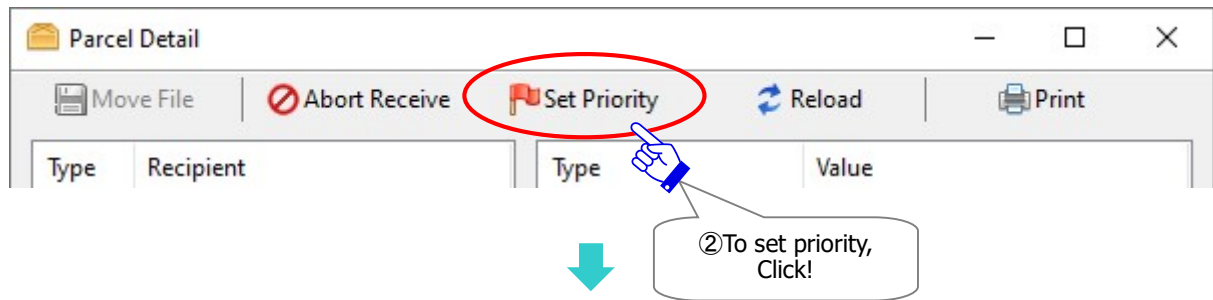 Parcel Detail
Move File Abort Receive Set Priority Reload Print
Type Recipient Type Value
②To set priority,
Click!